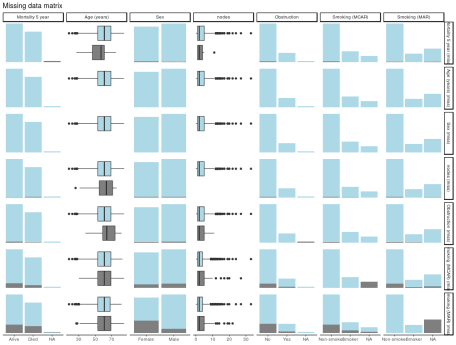 Missing data matrix
Mortality 5 year
Age (years)
Sex
nodes
Obstruction
Smoking (MCAR)
Smoking (MAR)
Alive Died NA
30 50 70
Female Male
0 10 20 30
No Yes NA
Non-smoker Smoker NA
Non-smoker Smoker NA